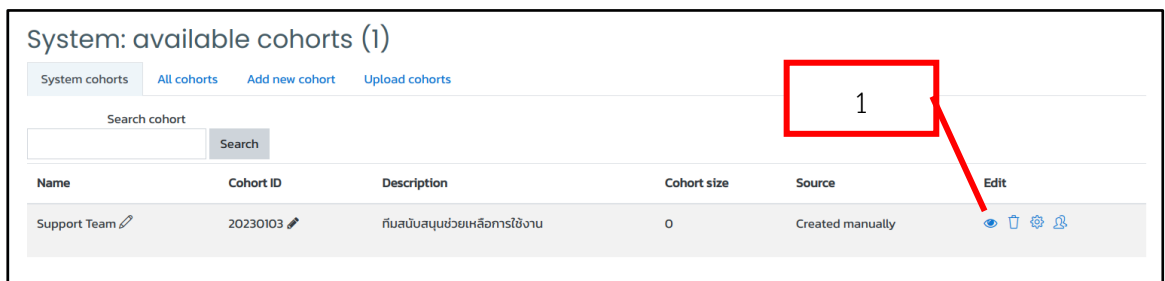 System: available cohorts (1)
System cohorts All cohorts Add new cohort Upload cohorts
1
Search cohort
Search
Name Cohort ID Description Cohort size Source Edit
Support Team 20230103 ทีมสนับสนุนช่วยเหลือการใช้งาน 0 Created manually